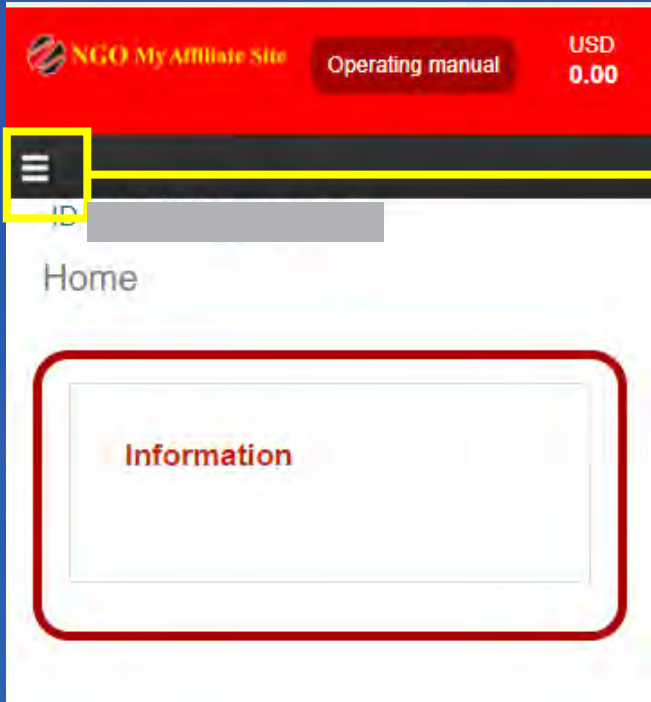 NGO My Affiliate Site
Operating manual
USD
0.00
ID
Home
Information